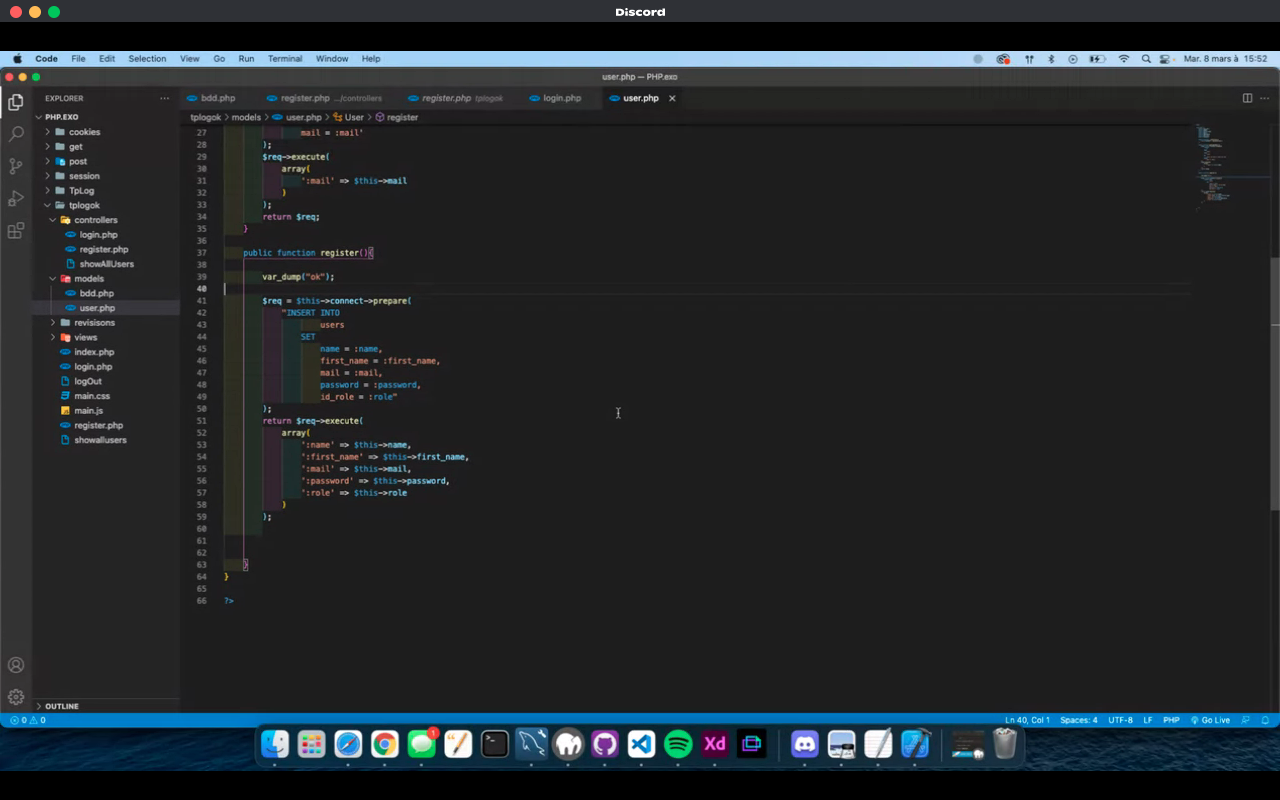 Discord
Code File Edit Selection View Go Run Terminal Window Help Mar. 8 mars à 15:52
user.php — PHP.exo
EXPLORER ··· bdd.php register.php .../controllers register.php tplogok login.php user.php
PHP.EXO tplogok > models > user.php > User > register
cookies
get
post
session
TpLog
tplogok
controllers
login.php
register.php
showAllUsers
models
bdd.php
user.php
revisisons
views
index.php
login.php
logOut
main.css
main.js
register.php
showallusers
OUTLINE
27 mail = :mail'
28 );
29 $req->execute(
30 array(
31 ':mail' => $this->mail
32 )
33 );
34 return $req;
35 }
36
37 public function register(){
38
39 var_dump("ok");
40
41 $req = $this->connect->prepare(
42 "INSERT INTO
43 users
44 SET
45 name = :name,
46 first_name = :first_name,
47 mail = :mail,
48 password = :password,
49 id_role = :role"
50 );
51 return $req->execute(
52 array(
53 ':name' => $this->name,
54 ':first_name' => $this->first_name,
55 ':mail' => $this->mail,
56 ':password' => $this->password,
57 ':role' => $this->role
58 )
59 );
60
61
62
63 }
64 }
65
66 ?>
0 0 Ln 40, Col 1 Spaces: 4 UTF-8 LF PHP Go Live
1
Xd